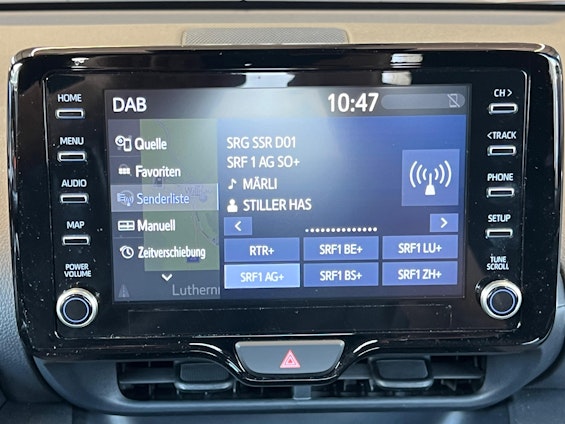 DAB
10:47
HOME
MENU
AUDIO
MAP
POWER
VOLUME
Quelle
Favoriten
Senderliste
Manuell
Zeitverschiebung
SRG SSR D01
SRF 1 AG SO+
MÄRLI
STILLER HAS
RTR+ SRF1 BE+ SRF1 LU+
SRF1 AG+ SRF1 BS+ SRF1 ZH+
Luthern
CH >
< TRACK
PHONE
SETUP
TUNE
SCROLL